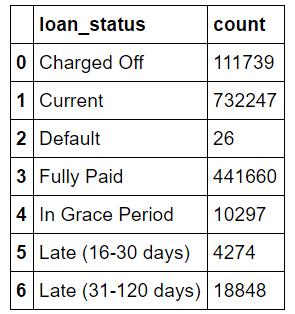 loan_status count
0 Charged Off 111739
1 Current 732247
2 Default 26
3 Fully Paid 441660
4 In Grace Period 10297
5 Late (16-30 days) 4274
6 Late (31-120 days) 18848